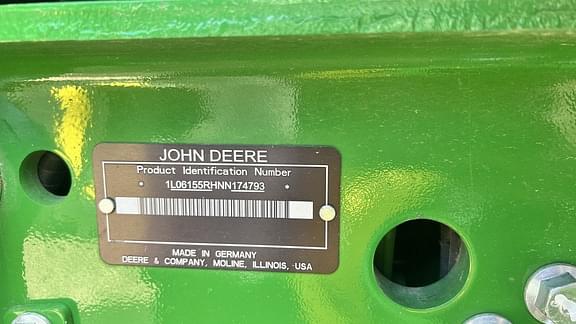 JOHN DEERE
Product Identification Number
1L06155RHNN174793
MADE IN GERMANY
DEERE & COMPANY, MOLINE, ILLINOIS, USA